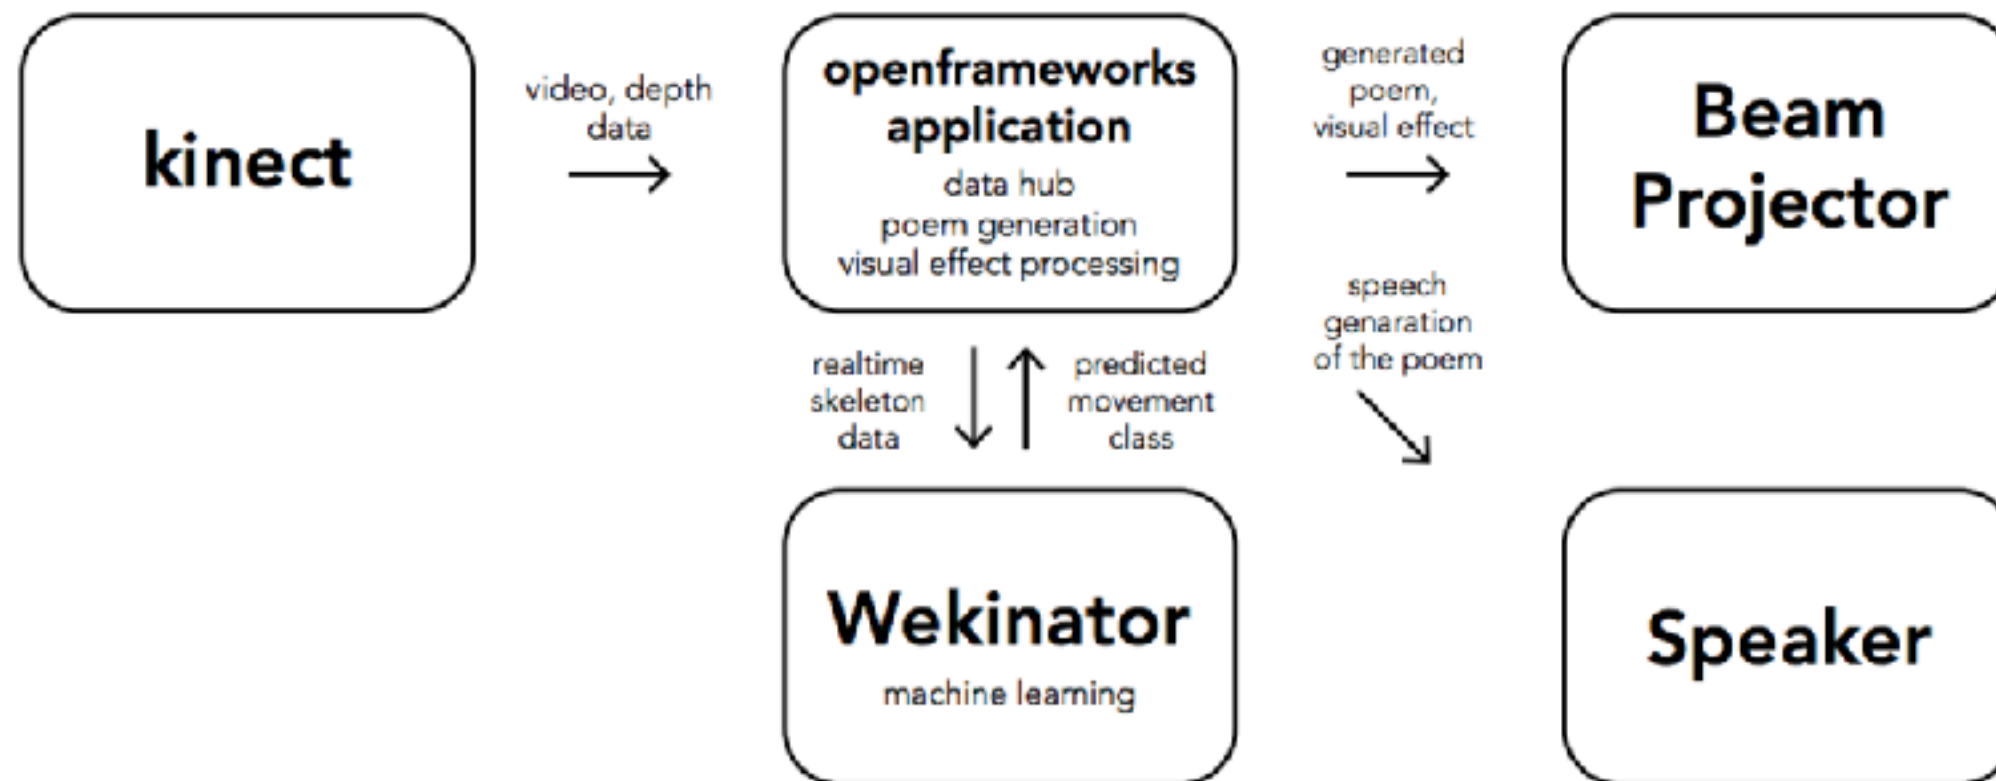 kinect
video, depth
data
openframeworks
application
data hub
poem generation
visual effect processing
generated
poem,
visual effect
Beam
Projector
realtime
skeleton
data
predicted
movement
class
speech
genaration
of the poem
Wekinator
machine learning
Speaker